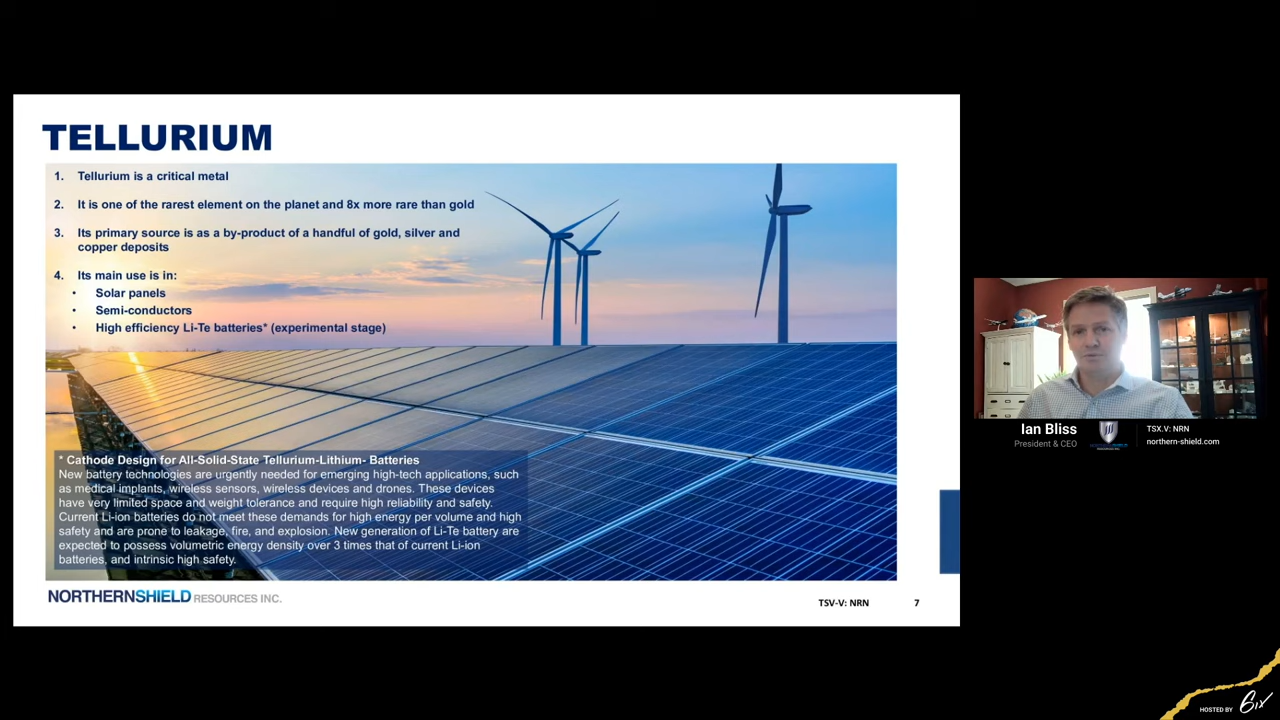 TELLURIUM
1. Tellurium is a critical metal
2. It is one of the rarest element on the planet and 8x more rare than gold
3. Its primary source is as a by-product of a handful of gold, silver and
copper deposits
4. Its main use is in:
• Solar panels
• Semi-conductors
• High efficiency Li-Te batteries* (experimental stage)
* Cathode Design for All-Solid-State Tellurium-Lithium- Batteries
New battery technologies are urgently needed for emerging high-tech applications, such
as medical implants, wireless sensors, wireless devices and drones. These devices
have very limited space and weight tolerance and require high reliability and safety.
Current Li-ion batteries do not meet these demands for high energy per volume and high
safety and are prone to leakage, fire, and explosion. New generation of Li-Te battery are
expected to possess volumetric energy density over 3 times that of current Li-ion
batteries, and intrinsic high safety.
NORTHERNSHIELD RESOURCES INC.
TSV-V: NRN 7
Ian Bliss
President & CEO
TSX.V: NRN
northern-shield.com
HOSTED BY 6ix